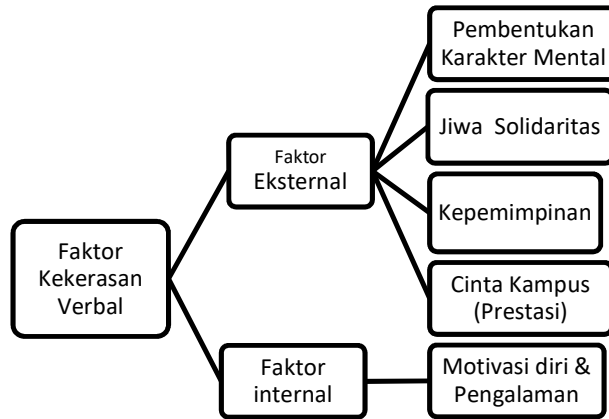 Faktor
Kekerasan
Verbal
Faktor
Eksternal
Pembentukan
Karakter Mental
Jiwa Solidaritas
Kepemimpinan
Cinta Kampus
(Prestasi)
Faktor
internal
Motivasi diri &
Pengalaman